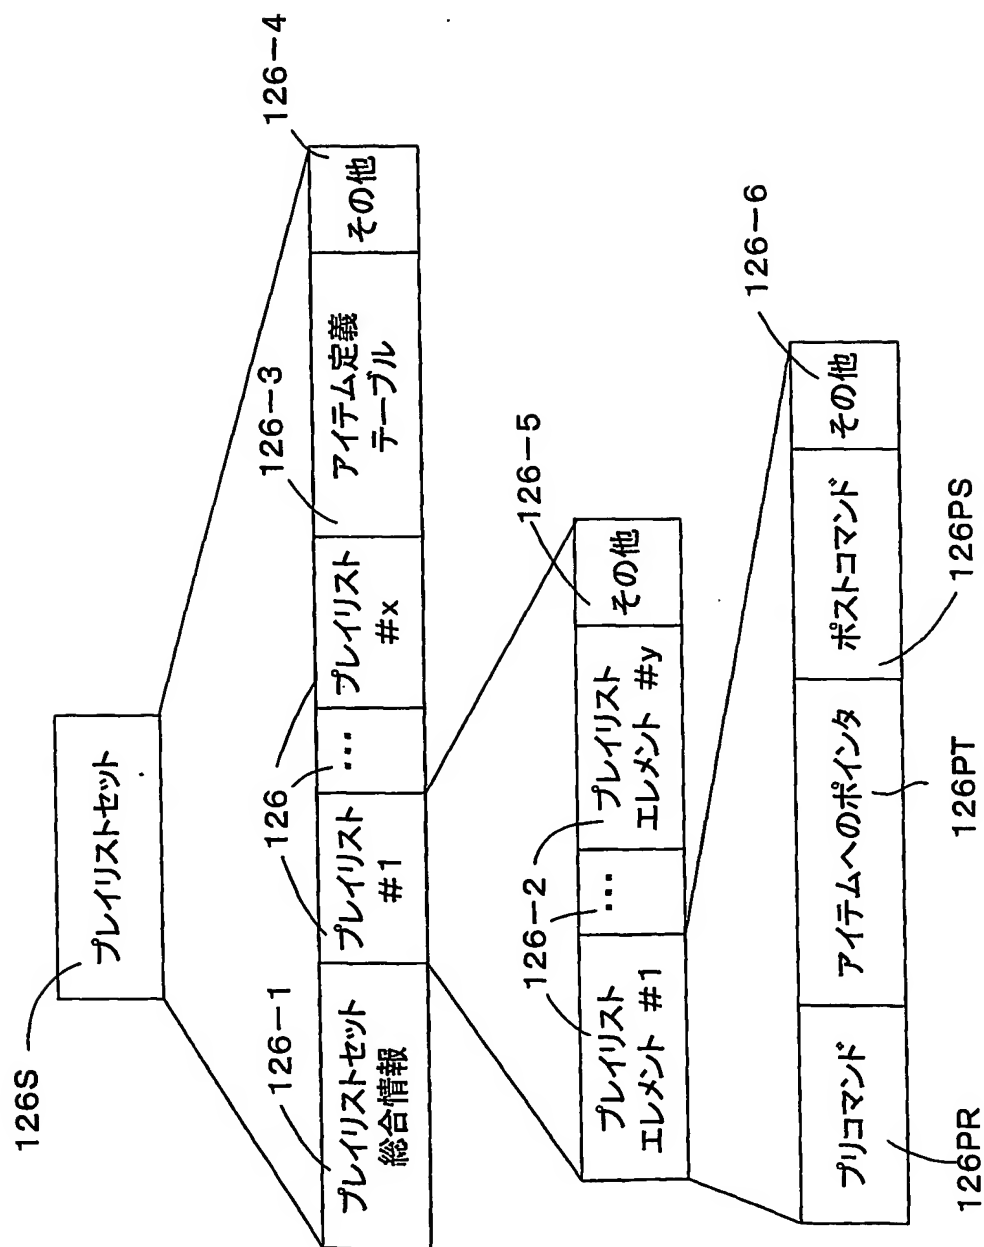 126S
プレイリストセット
126-1
126
126-3
126-4
プレイリストセット
総合情報
プレイリスト
#1
...
プレイリスト
#x
アイテム定義
テーブル
その他
126-2
126-5
プレイリスト
エレメント #1
...
プレイリスト
エレメント #y
その他
126-6
プリコマンド
アイテムへのポインタ
ポストコマンド
その他
126PR
126PT
126PS